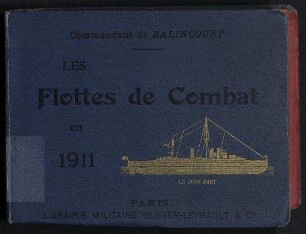 Commandant de BALINCOURT
LES
Flottes de Combat
en
1911
LE JEAN BART
PARIS
LIBRAIRIE MILITAIRE BERGER-LEVRAULT & Cie